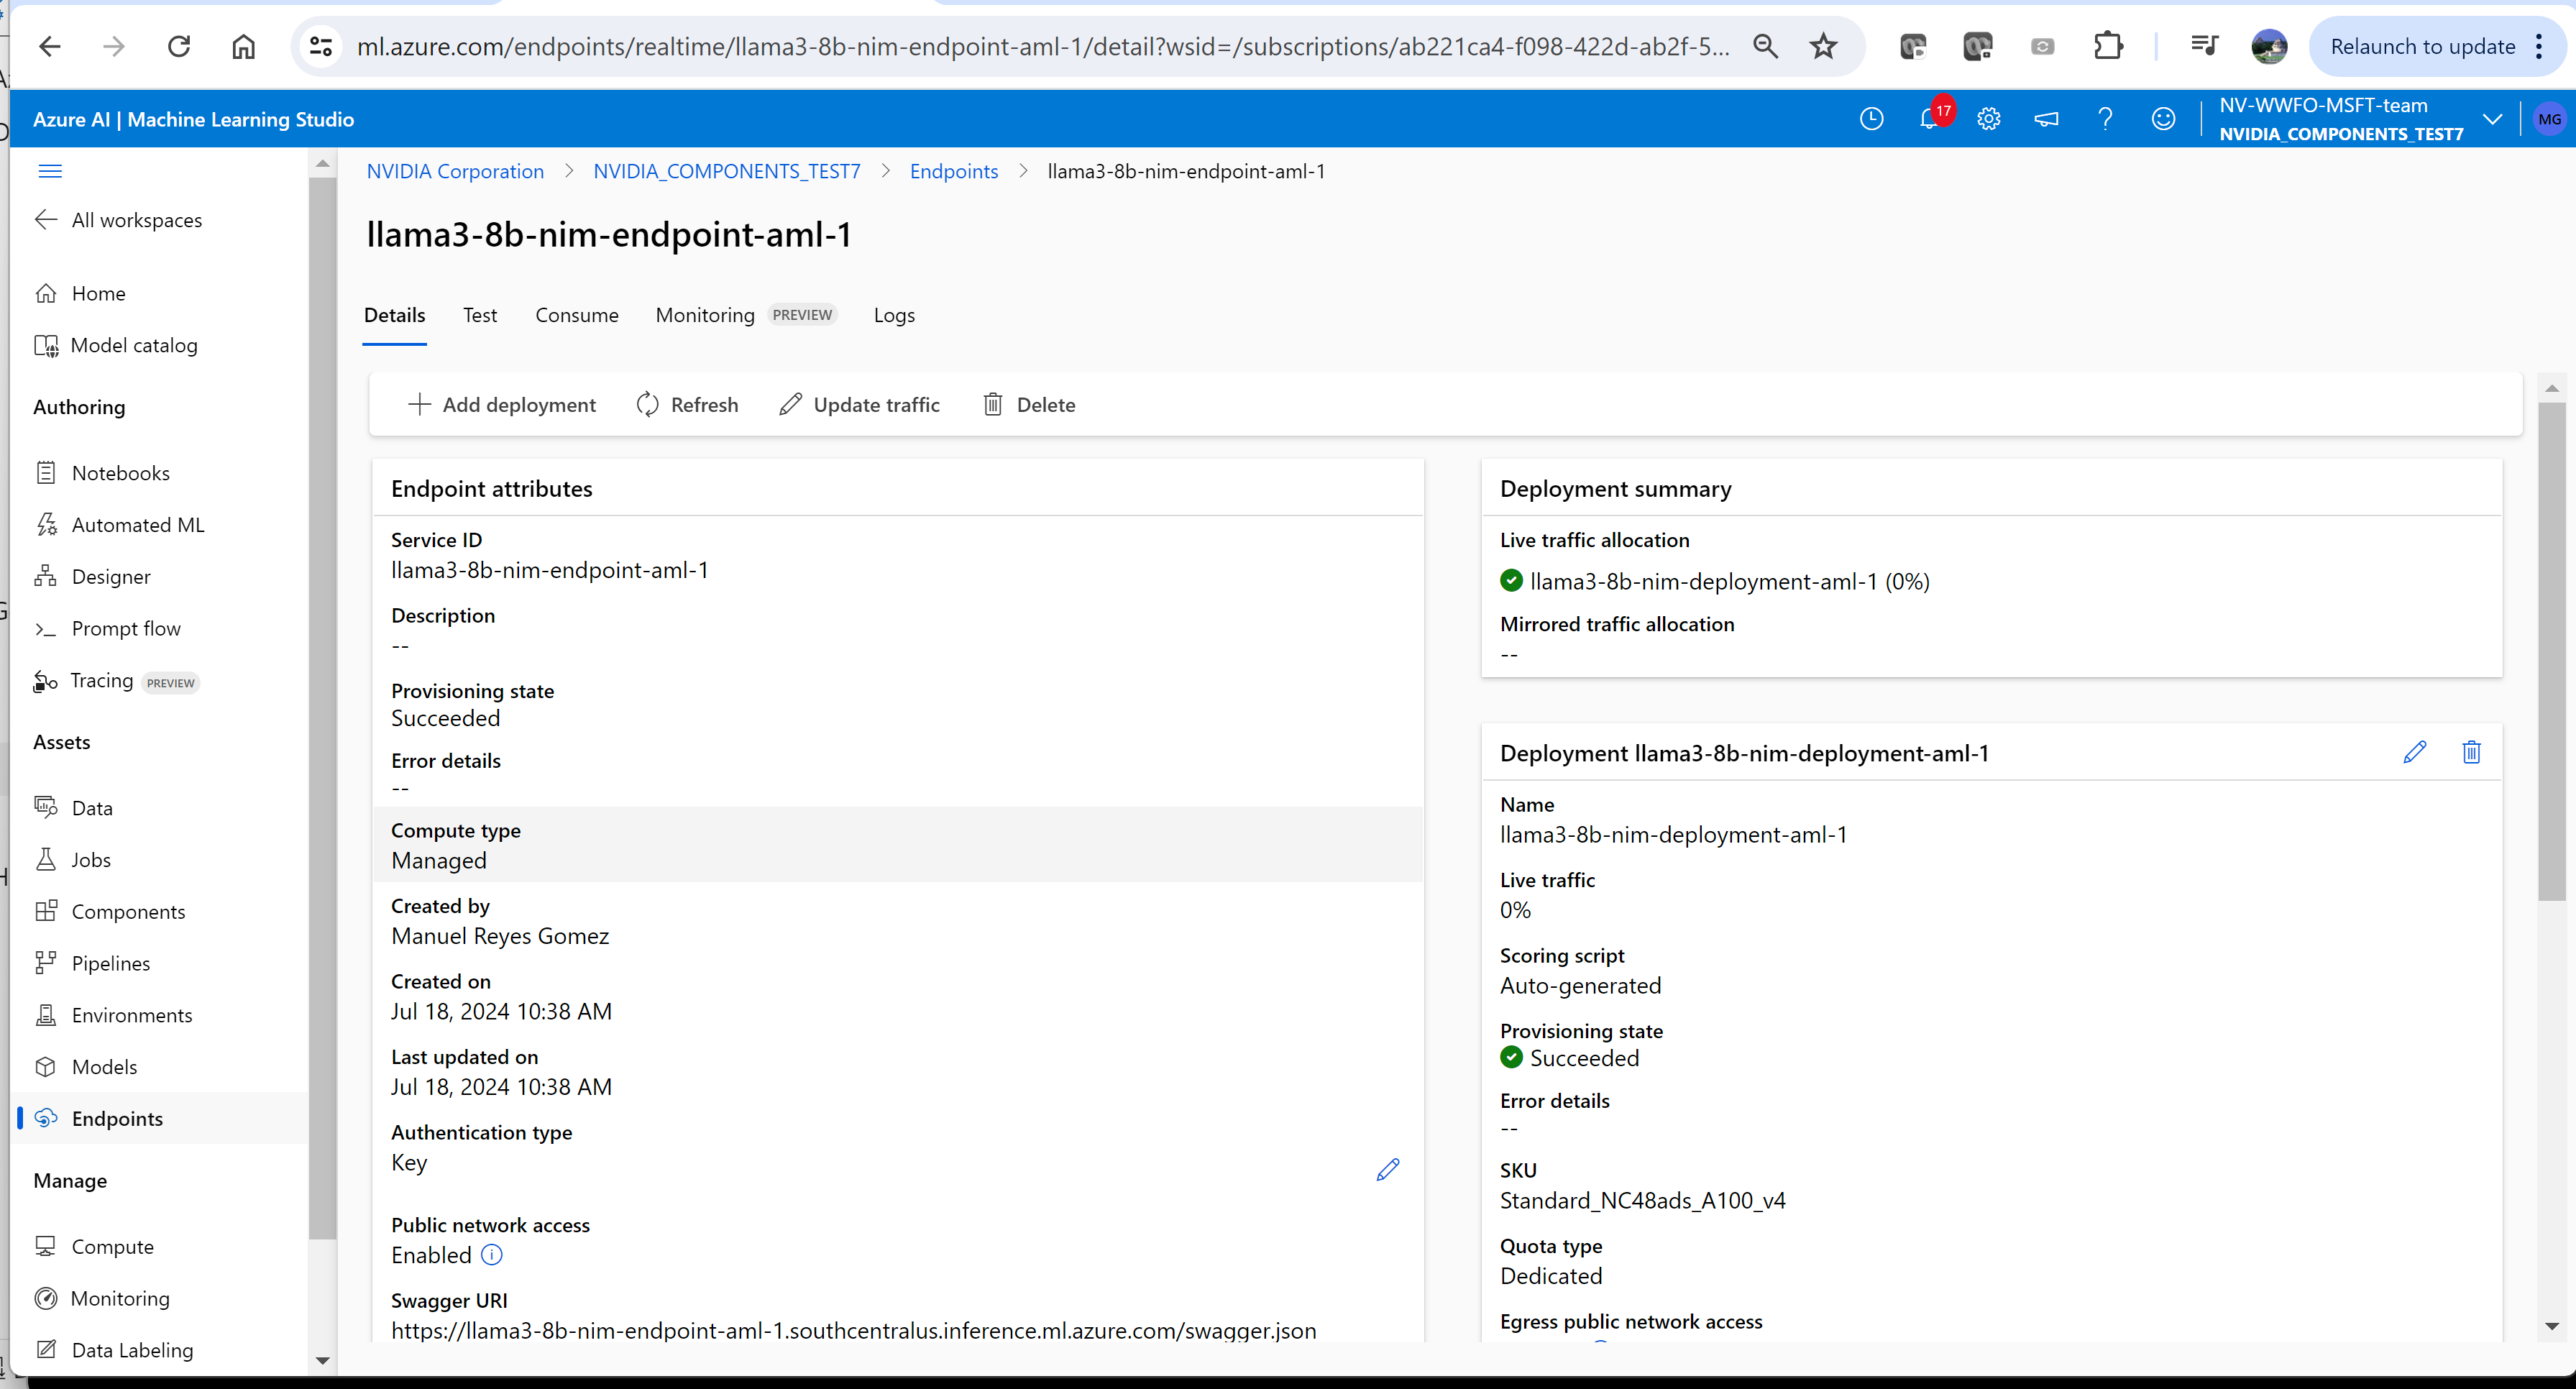 ml.azure.com/endpoints/realtime/llama3-8b-nim-endpoint-aml-1/detail?wsid=/subscriptions/ab221ca4-f098-422d-ab2f-5...
Relaunch to update
Azure AI | Machine Learning Studio
17
NV-WWFO-MSFT-team
NVIDIA_COMPONENTS_TEST7
MG
All workspaces
Home
Model catalog
Authoring
Notebooks
Automated ML
Designer
Prompt flow
Tracing PREVIEW
Assets
Data
Jobs
Components
Pipelines
Environments
Models
Endpoints
Manage
Compute
Monitoring
Data Labeling
NVIDIA Corporation > NVIDIA_COMPONENTS_TEST7 > Endpoints > llama3-8b-nim-endpoint-aml-1
llama3-8b-nim-endpoint-aml-1
Details Test Consume Monitoring PREVIEW Logs
Add deployment Refresh Update traffic Delete
Endpoint attributes
Service ID
llama3-8b-nim-endpoint-aml-1
Description
--
Provisioning state
Succeeded
Error details
--
Compute type
Managed
Created by
Manuel Reyes Gomez
Created on
Jul 18, 2024 10:38 AM
Last updated on
Jul 18, 2024 10:38 AM
Authentication type
Key
Public network access
Enabled
Swagger URI
https://llama3-8b-nim-endpoint-aml-1.southcentralus.inference.ml.azure.com/swagger.json
Deployment summary
Live traffic allocation
llama3-8b-nim-deployment-aml-1 (0%)
Mirrored traffic allocation
--
Deployment llama3-8b-nim-deployment-aml-1
Name
llama3-8b-nim-deployment-aml-1
Live traffic
0%
Scoring script
Auto-generated
Provisioning state
Succeeded
Error details
--
SKU
Standard_NC48ads_A100_v4
Quota type
Dedicated
Egress public network access